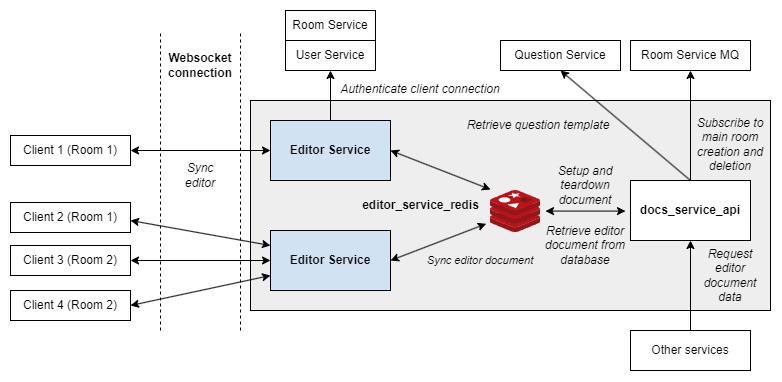 Room Service
User Service
Question Service
Room Service MQ
Websocket
connection
Authenticate client connection
Retrieve question template
Subscribe to
main room
creation and
deletion
Client 1 (Room 1)
Sync
editor
Editor Service
Setup and
teardown
document
editor_service_redis
docs_service_api
Client 2 (Room 1)
Retrieve editor
document from
database
Client 3 (Room 2)
Editor Service
Sync editor document
Request
editor
document
data
Client 4 (Room 2)
Other services